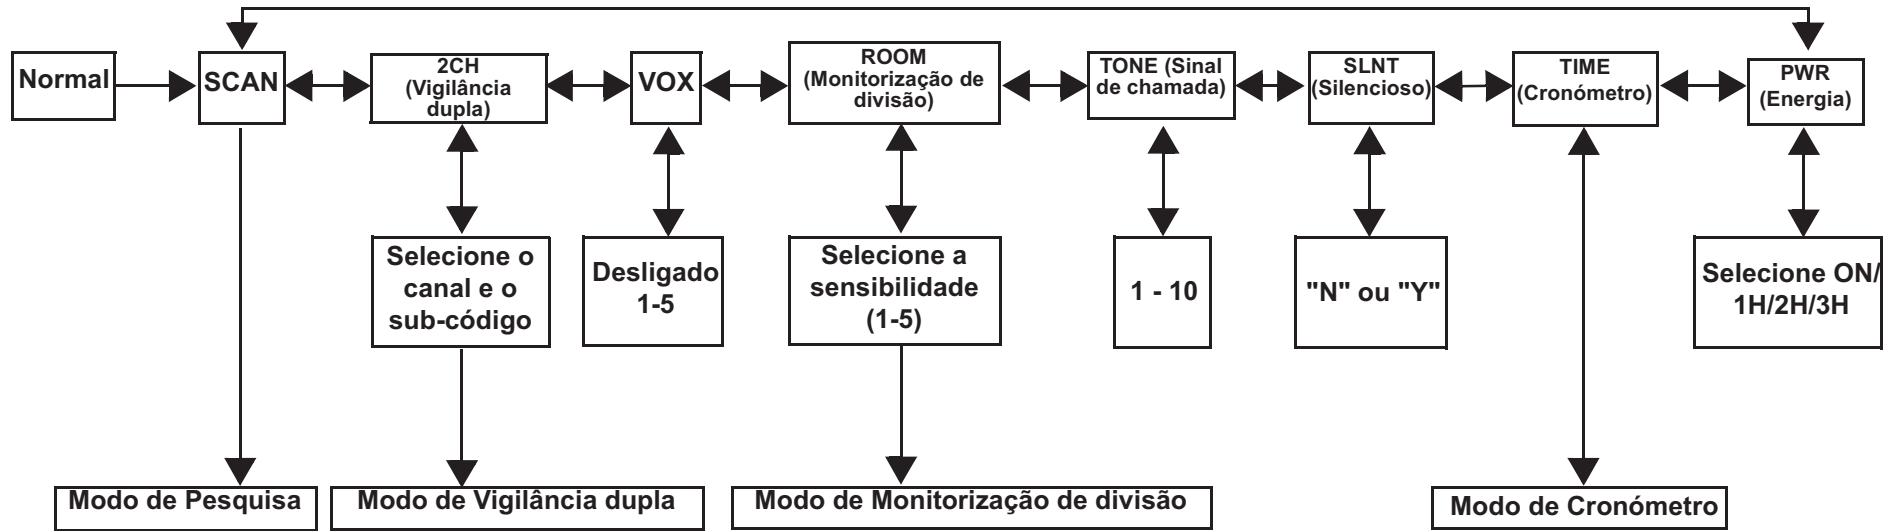 Normal
SCAN
2CH
(Vigilância
dupla)
VOX
ROOM
(Monitorização de
divisão)
TONE (Sinal
de chamada)
SLNT
(Silencioso)
TIME
(Cronómetro)
PWR
(Energia)
Selecione o
canal e o
sub-código
Desligado
1-5
Selecione a
sensibilidade
(1-5)
1 - 10
"N" ou "Y"
Selecione ON/
1H/2H/3H
Modo de Pesquisa
Modo de Vigilância dupla
Modo de Monitorização de divisão
Modo de Cronómetro